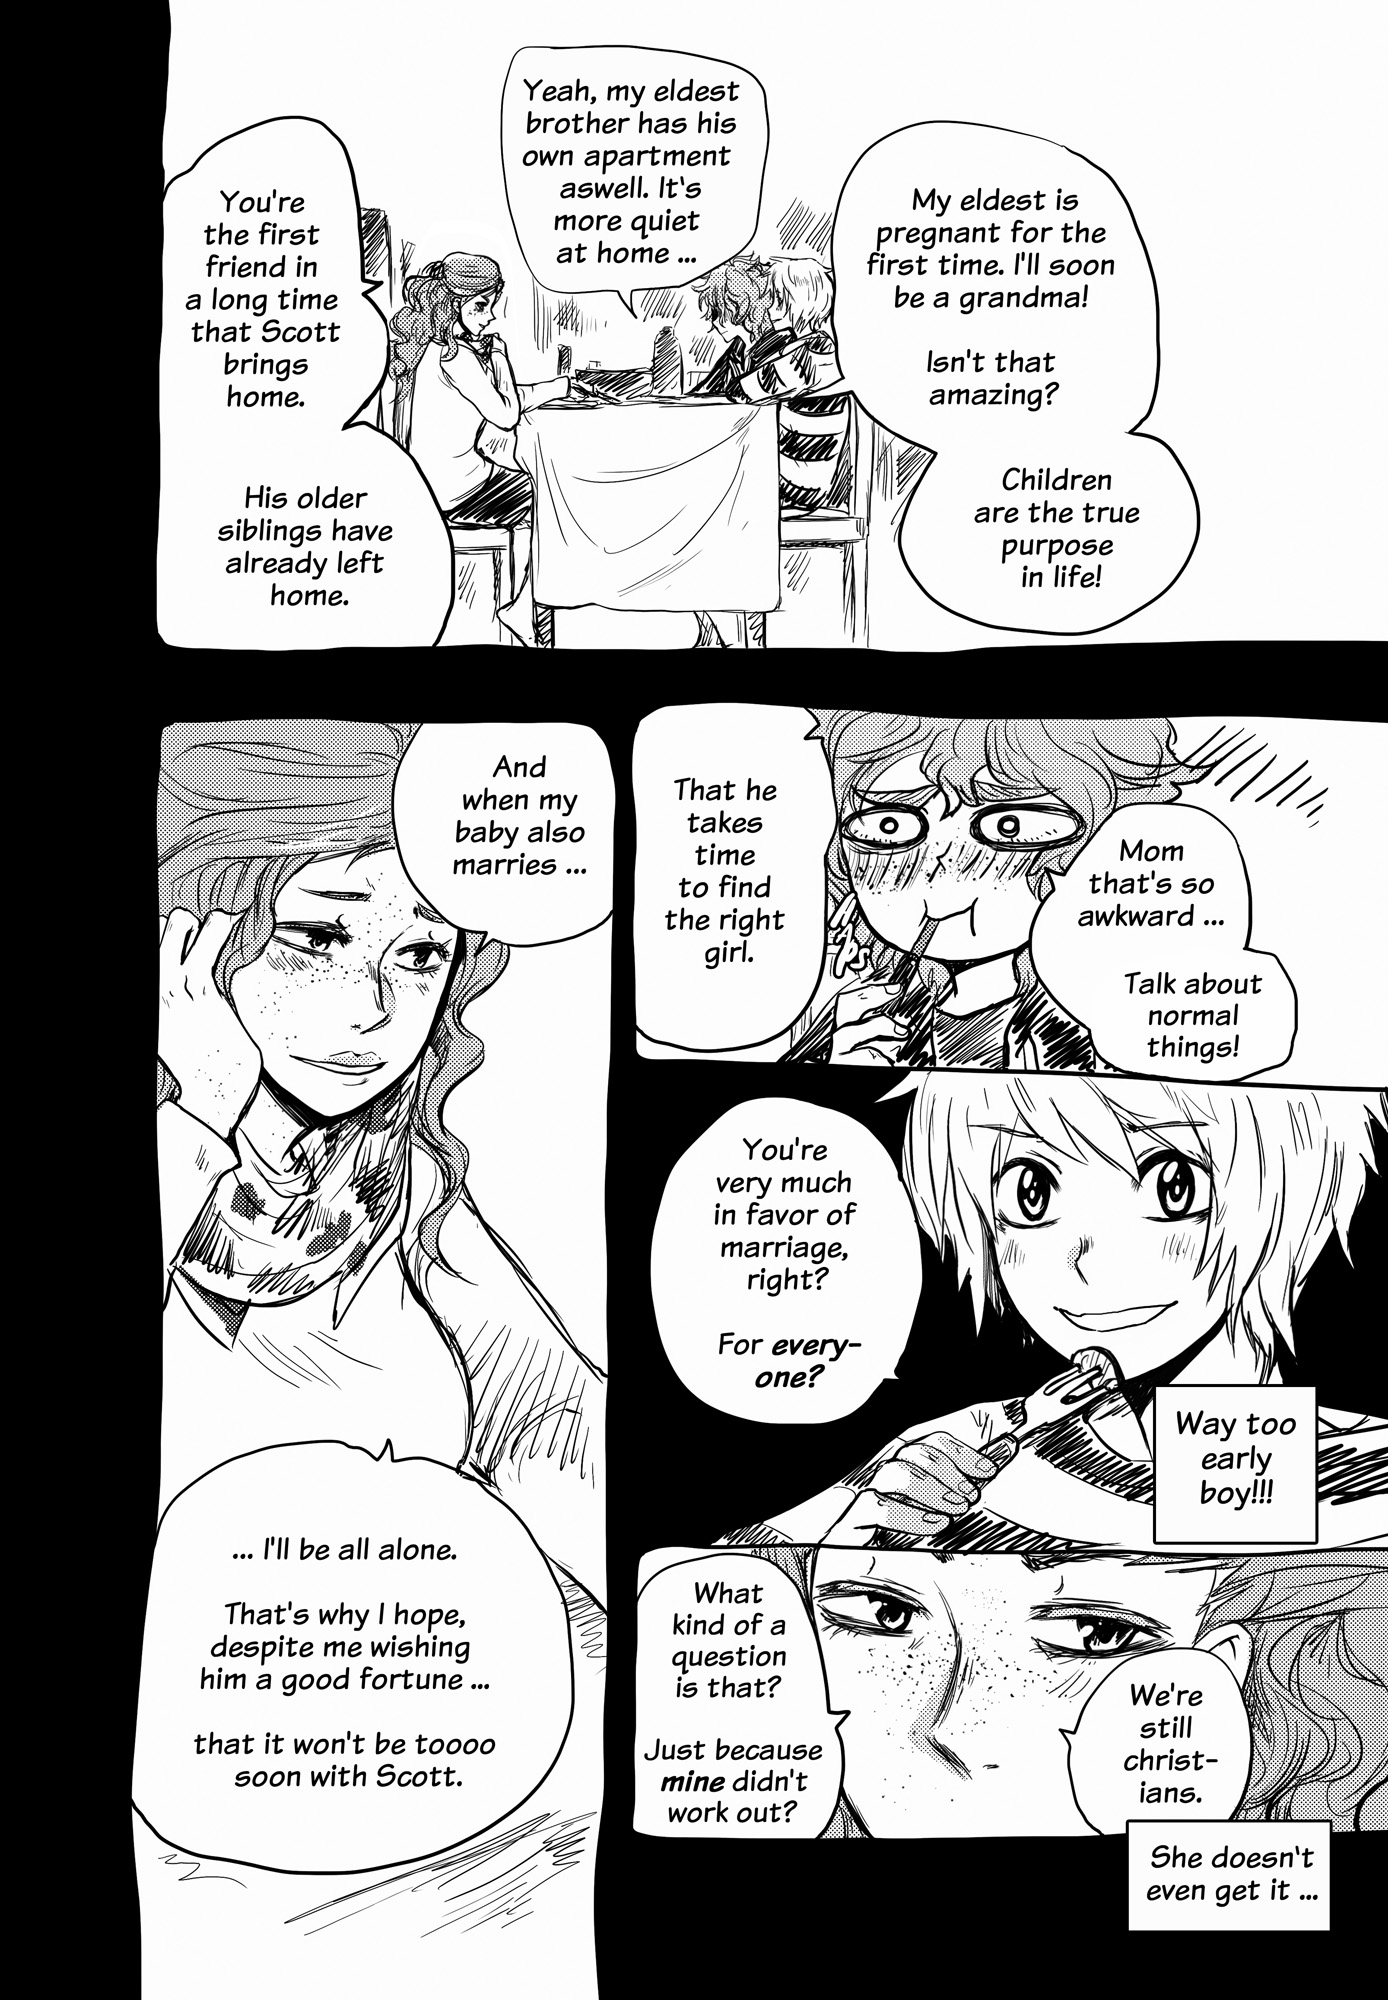 You're
the first
friend in
a long time
that Scott
brings
home.
His older
siblings have
already left
home.
Yeah, my eldest
brother has his
own apartment
aswell. It's
more quiet
at home ...
My eldest is
pregnant for the
first time. I'll soon
be a grandma!
Isn't that
amazing?
Children
are the true
purpose
in life!
And
when my
baby also
marries ...
... I'll be all alone.
That's why I hope,
despite me wishing
him a good fortune ...
that it won't be toooo
soon with Scott.
That he
takes
time
to find
the right
girl.
Mom
that's so
awkward ...
Talk about
normal
things!
You're
very much
in favor of
marriage,
right?
For every-
one?
Way too
early
boy!!!
What
kind of a
question
is that?
Just because
mine didn't
work out?
We're
still
christ-
ians.
She doesn't
even get it ...